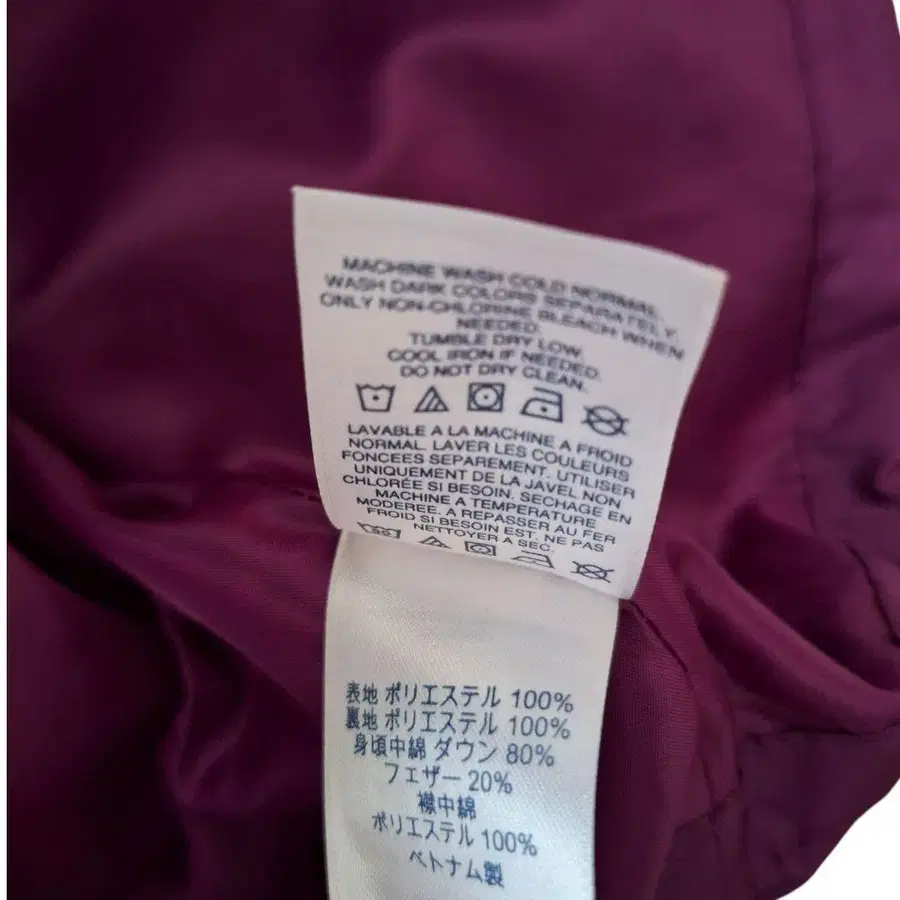 MACHINE WASH COLD NORMAL,
WASH DARK COLORS SEPARATELY,
ONLY NON-CHLORINE BLEACH WHEN
NEEDED.
TUMBLE DRY LOW.
COOL IRON IF NEEDED.
DO NOT DRY CLEAN.
LAVABLE A LA MACHINE A FROID
NORMAL. LAVER LES COULEURS
FONCEES SEPAREMENT. UTILISER
UNIQUEMENT DE LA JAVEL NON
CHLORÉE SI BESOIN. SECHAGE EN
MACHINE A TEMPERATURE
MODEREE. A REPASSER AU FER
FROID SI BESOIN EST. NE PAS
NETTOYER A SEC.
表地 ポリエステル 100%
裏地 ポリエステル 100%
身頃中綿 ダウン 80%
フェザー 20%
襟中綿
ポリエステル 100%
ベトナム製